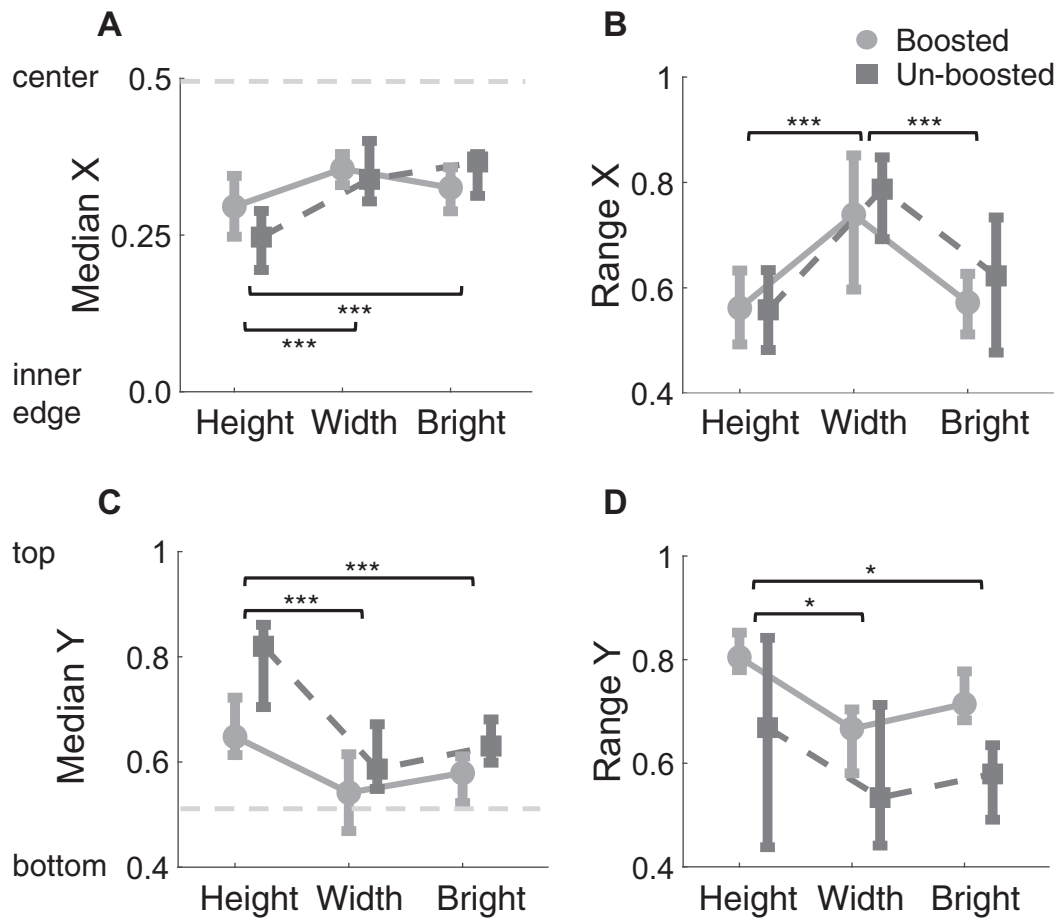 A
center
0.5
Median X
0.25
***
***
inner
edge
0.0
Height Width Bright
B
Boosted
Un-boosted
1
*** ***
0.8
Range X
0.6
0.4
Height Width Bright
C
top
1
***
***
0.8
Median Y
0.6
bottom 0.4
Height Width Bright
D
1
*
*
0.8
Range Y
0.6
0.4
Height Width Bright